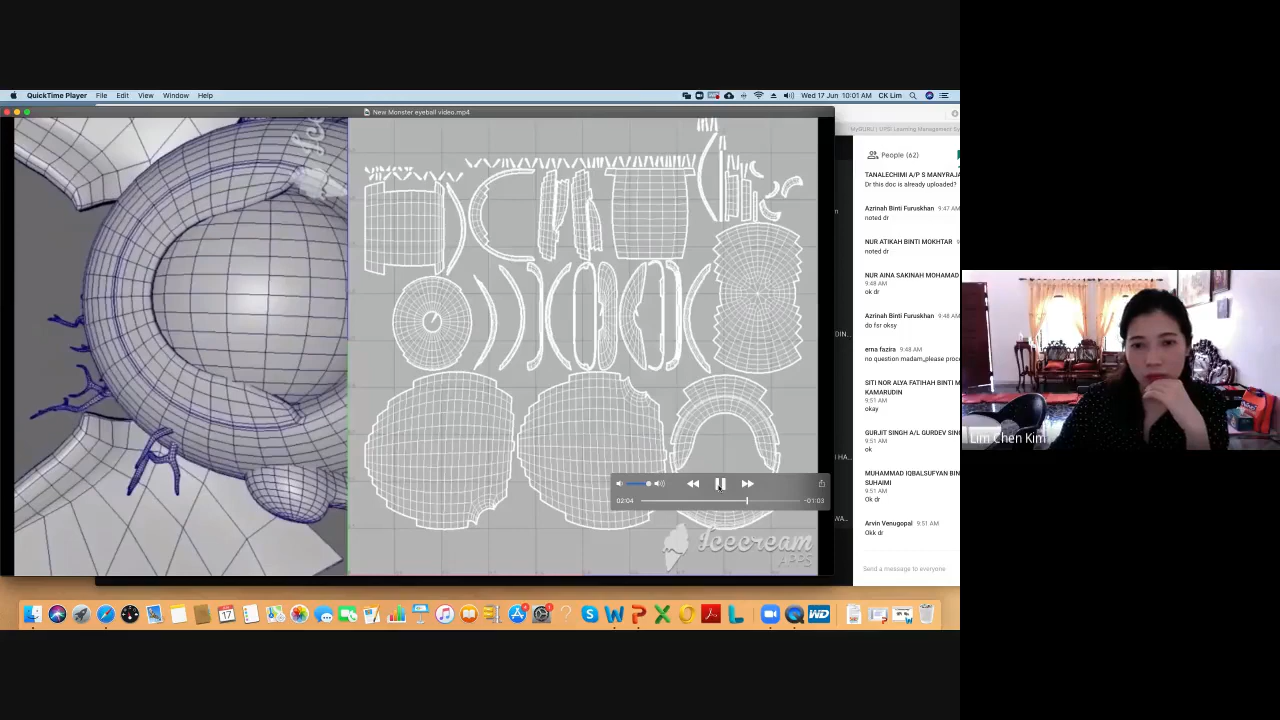 QuickTime Player File Edit View Window Help
Wed 17 Jun 10:01 AM CK Lim
New Monster eyeball video.mp4
People (62)
TANALECHIMI A/P S MANYRAJA
Dr this doc is already uploaded?
Azrinah Binti Furuskhan 9:47 AM
noted dr
NUR ATIKAH BINTI MOKHTAR
noted dr
NUR AINA SAKINAH MOHAMAD
9:48 AM
ok dr
Azrinah Binti Furuskhan 9:48 AM
do fsr oksy
erna fazira 9:48 AM
no question madam,please proce
SITI NOR ALYA FATIHAH BINTI M
KAMARUDIN
9:51 AM
okay
GURJIT SINGH A/L GURDEV SING
9:51 AM
ok
MUHAMMAD IQBALSUFYAN BIN
SUHAIMI
9:51 AM
Ok dr
Arvin Venugopal 9:51 AM
Okk dr
Send a message to everyone
02:04 -01:03
Icecream
APPS
Lim Chen Kim